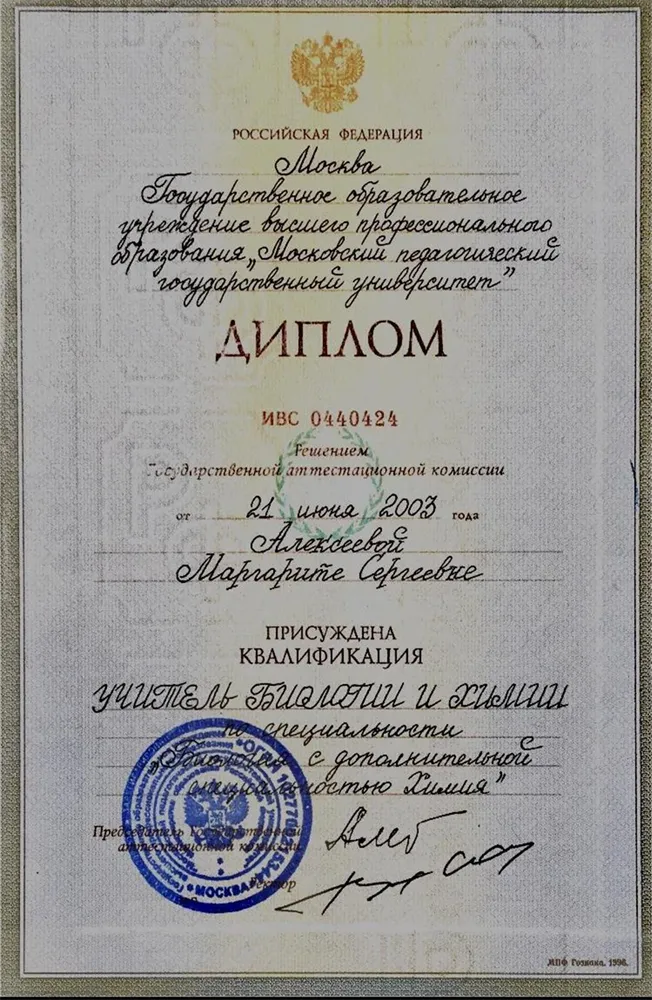 РОССИЙСКАЯ ФЕДЕРАЦИЯ
Москва
Государственное образовательное
учреждение высшего профессионального
образования „Московский педагогический
государственный университет"
ДИПЛОМ
ИВС 0440424
Решением
Государственной аттестационной комиссии
от 21 июня 2003 года
Алексеевой
Маргарите Сергеевне
ПРИСУЖДЕНА
КВАЛИФИКАЦИЯ
УЧИТЕЛЬ БИОЛОГИИ И ХИМИИ
по специальности
„Биология с дополнительной
специальностью Химия"
Председатель Государственной
аттестационной комиссии
Ректор
МОСКВА
МПФ Гознака. 1996.